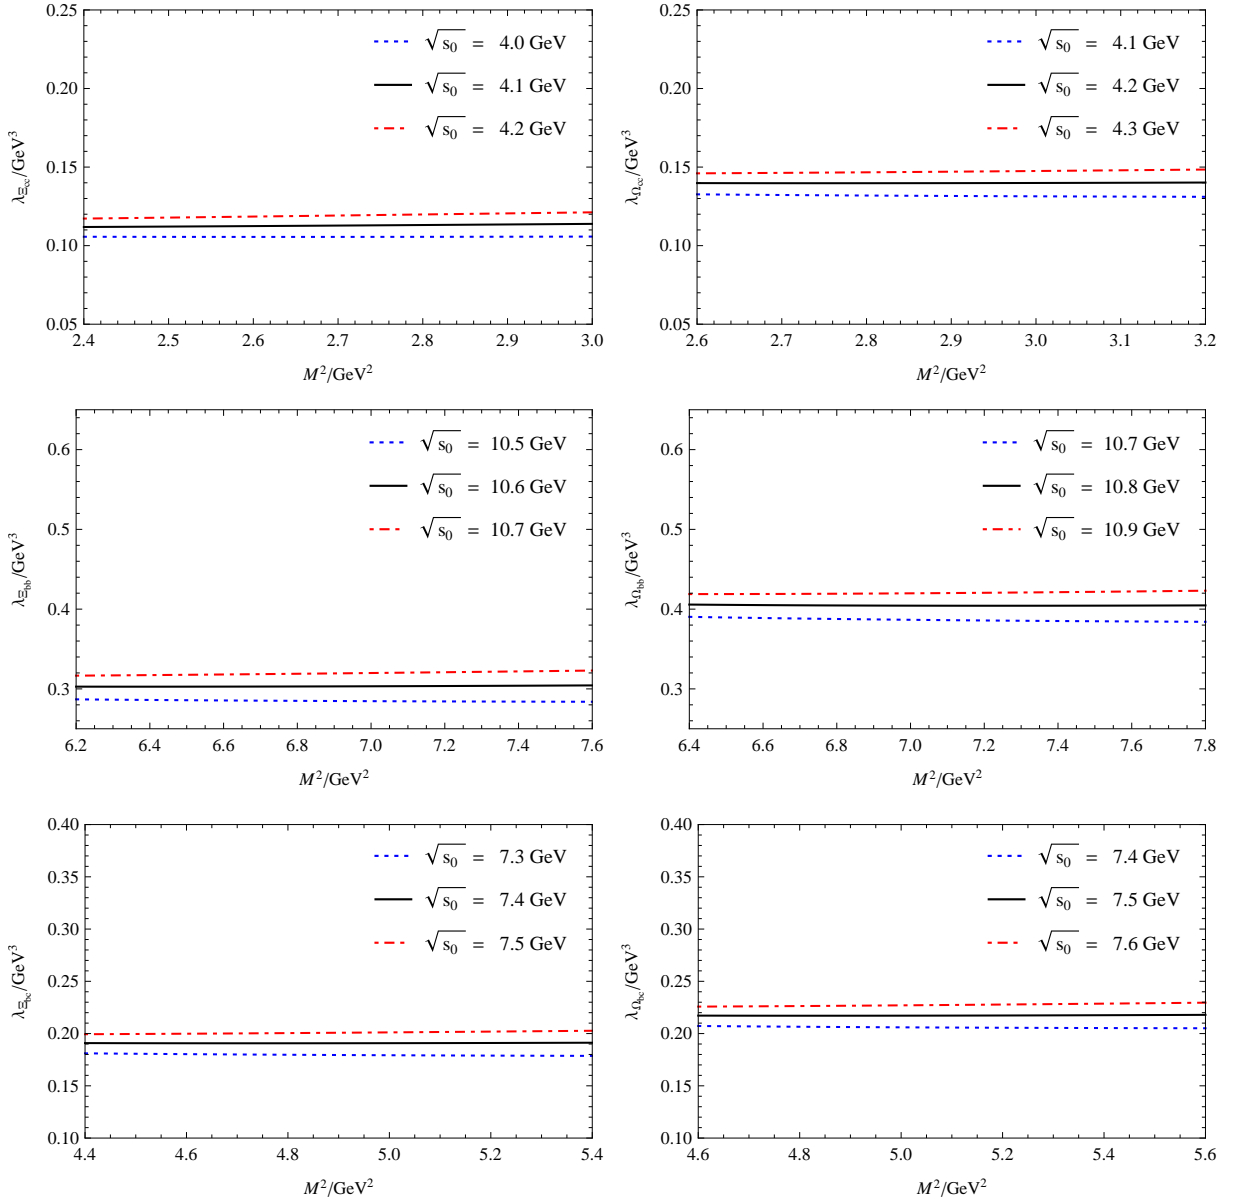 λΞcc/GeV³
0.25
0.20
0.15
0.10
0.05
√s₀ = 4.0 GeV
√s₀ = 4.1 GeV
√s₀ = 4.2 GeV
2.4 2.5 2.6 2.7 2.8 2.9 3.0
M²/GeV²
λΩcc/GeV³
0.25
0.20
0.15
0.10
0.05
√s₀ = 4.1 GeV
√s₀ = 4.2 GeV
√s₀ = 4.3 GeV
2.6 2.7 2.8 2.9 3.0 3.1 3.2
M²/GeV²
λΞbb/GeV³
0.6
0.5
0.4
0.3
√s₀ = 10.5 GeV
√s₀ = 10.6 GeV
√s₀ = 10.7 GeV
6.2 6.4 6.6 6.8 7.0 7.2 7.4 7.6
M²/GeV²
λΩbb/GeV³
0.6
0.5
0.4
0.3
√s₀ = 10.7 GeV
√s₀ = 10.8 GeV
√s₀ = 10.9 GeV
6.4 6.6 6.8 7.0 7.2 7.4 7.6 7.8
M²/GeV²
λΞbc/GeV³
0.40
0.35
0.30
0.25
0.20
0.15
0.10
√s₀ = 7.3 GeV
√s₀ = 7.4 GeV
√s₀ = 7.5 GeV
4.4 4.6 4.8 5.0 5.2 5.4
M²/GeV²
λΩbc/GeV³
0.40
0.35
0.30
0.25
0.20
0.15
0.10
√s₀ = 7.4 GeV
√s₀ = 7.5 GeV
√s₀ = 7.6 GeV
4.6 4.8 5.0 5.2 5.4 5.6
M²/GeV²